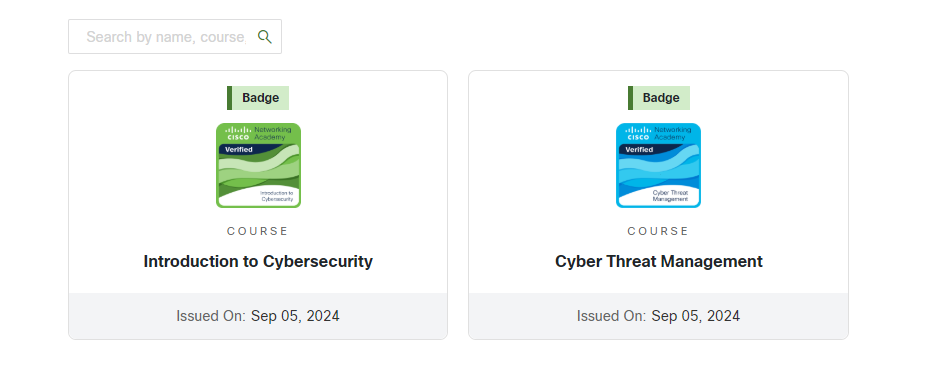 Search by name, course
Badge
Networking
Academy
CISCO
Verified
Introduction to
Cybersecurity
COURSE
Introduction to Cybersecurity
Issued On: Sep 05, 2024
Badge
Networking
Academy
CISCO
Verified
Cyber Threat
Management
COURSE
Cyber Threat Management
Issued On: Sep 05, 2024